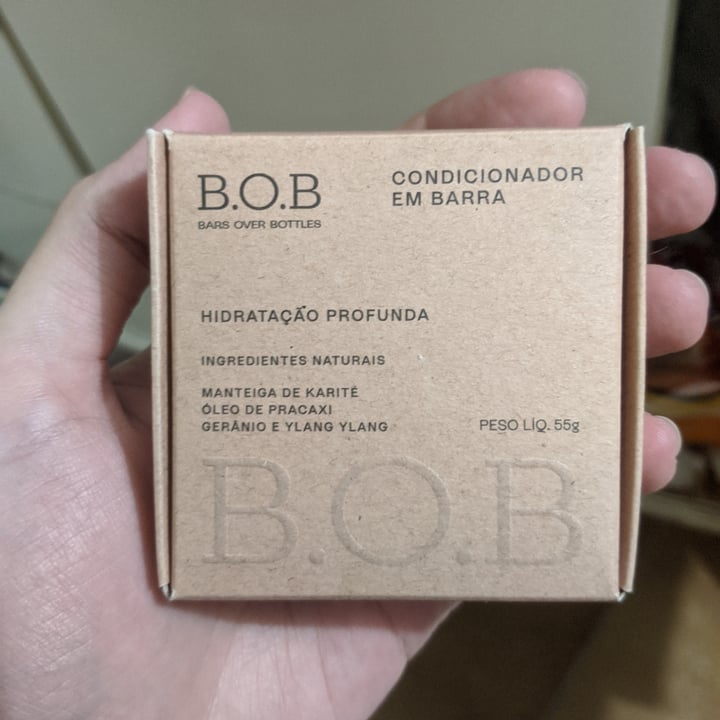 B.O.B
BARS OVER BOTTLES
CONDICIONADOR
EM BARRA
HIDRATAÇÃO PROFUNDA
INGREDIENTES NATURAIS
MANTEIGA DE KARITÊ
ÓLEO DE PRACAXI
GERÂNIO E YLANG YLANG
PESO LÍQ. 55g
B.O.B